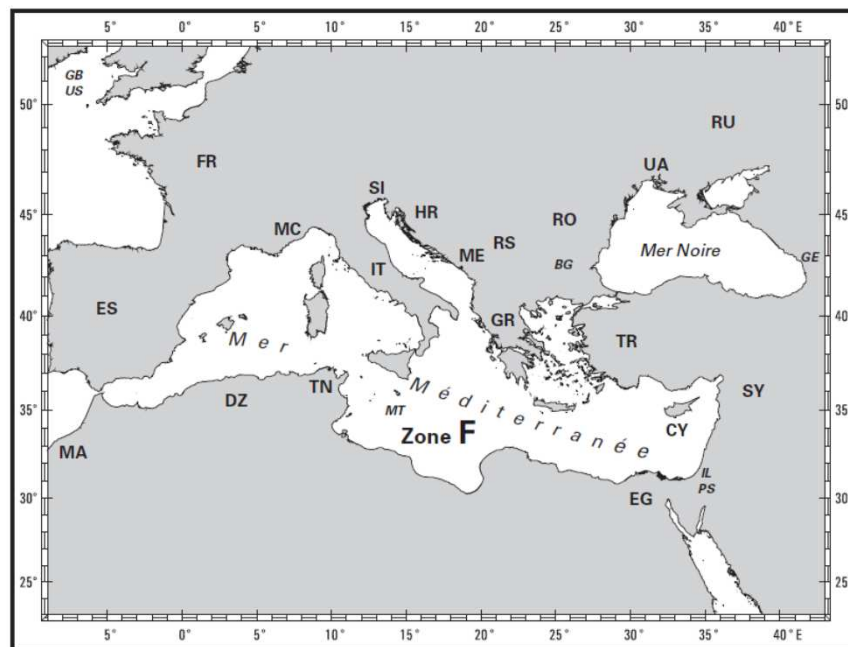 5° 0° 5° 10° 15° 20° 25° 30° 35° 40° E
GB
US
50°
50°
RU
FR
UA
SI
HR
45°
45°
RO
MC
RS
ME
Mer Noire
GE
BG
IT
ES
40°
GR
40°
Mer
TR
TN
Méditerranée
SY
DZ
35°
MT
35°
Zone F
CY
MA
IL
PS
30°
EG
30°
25°
25°
5° 0° 5° 10° 15° 20° 25° 30° 35° 40° E